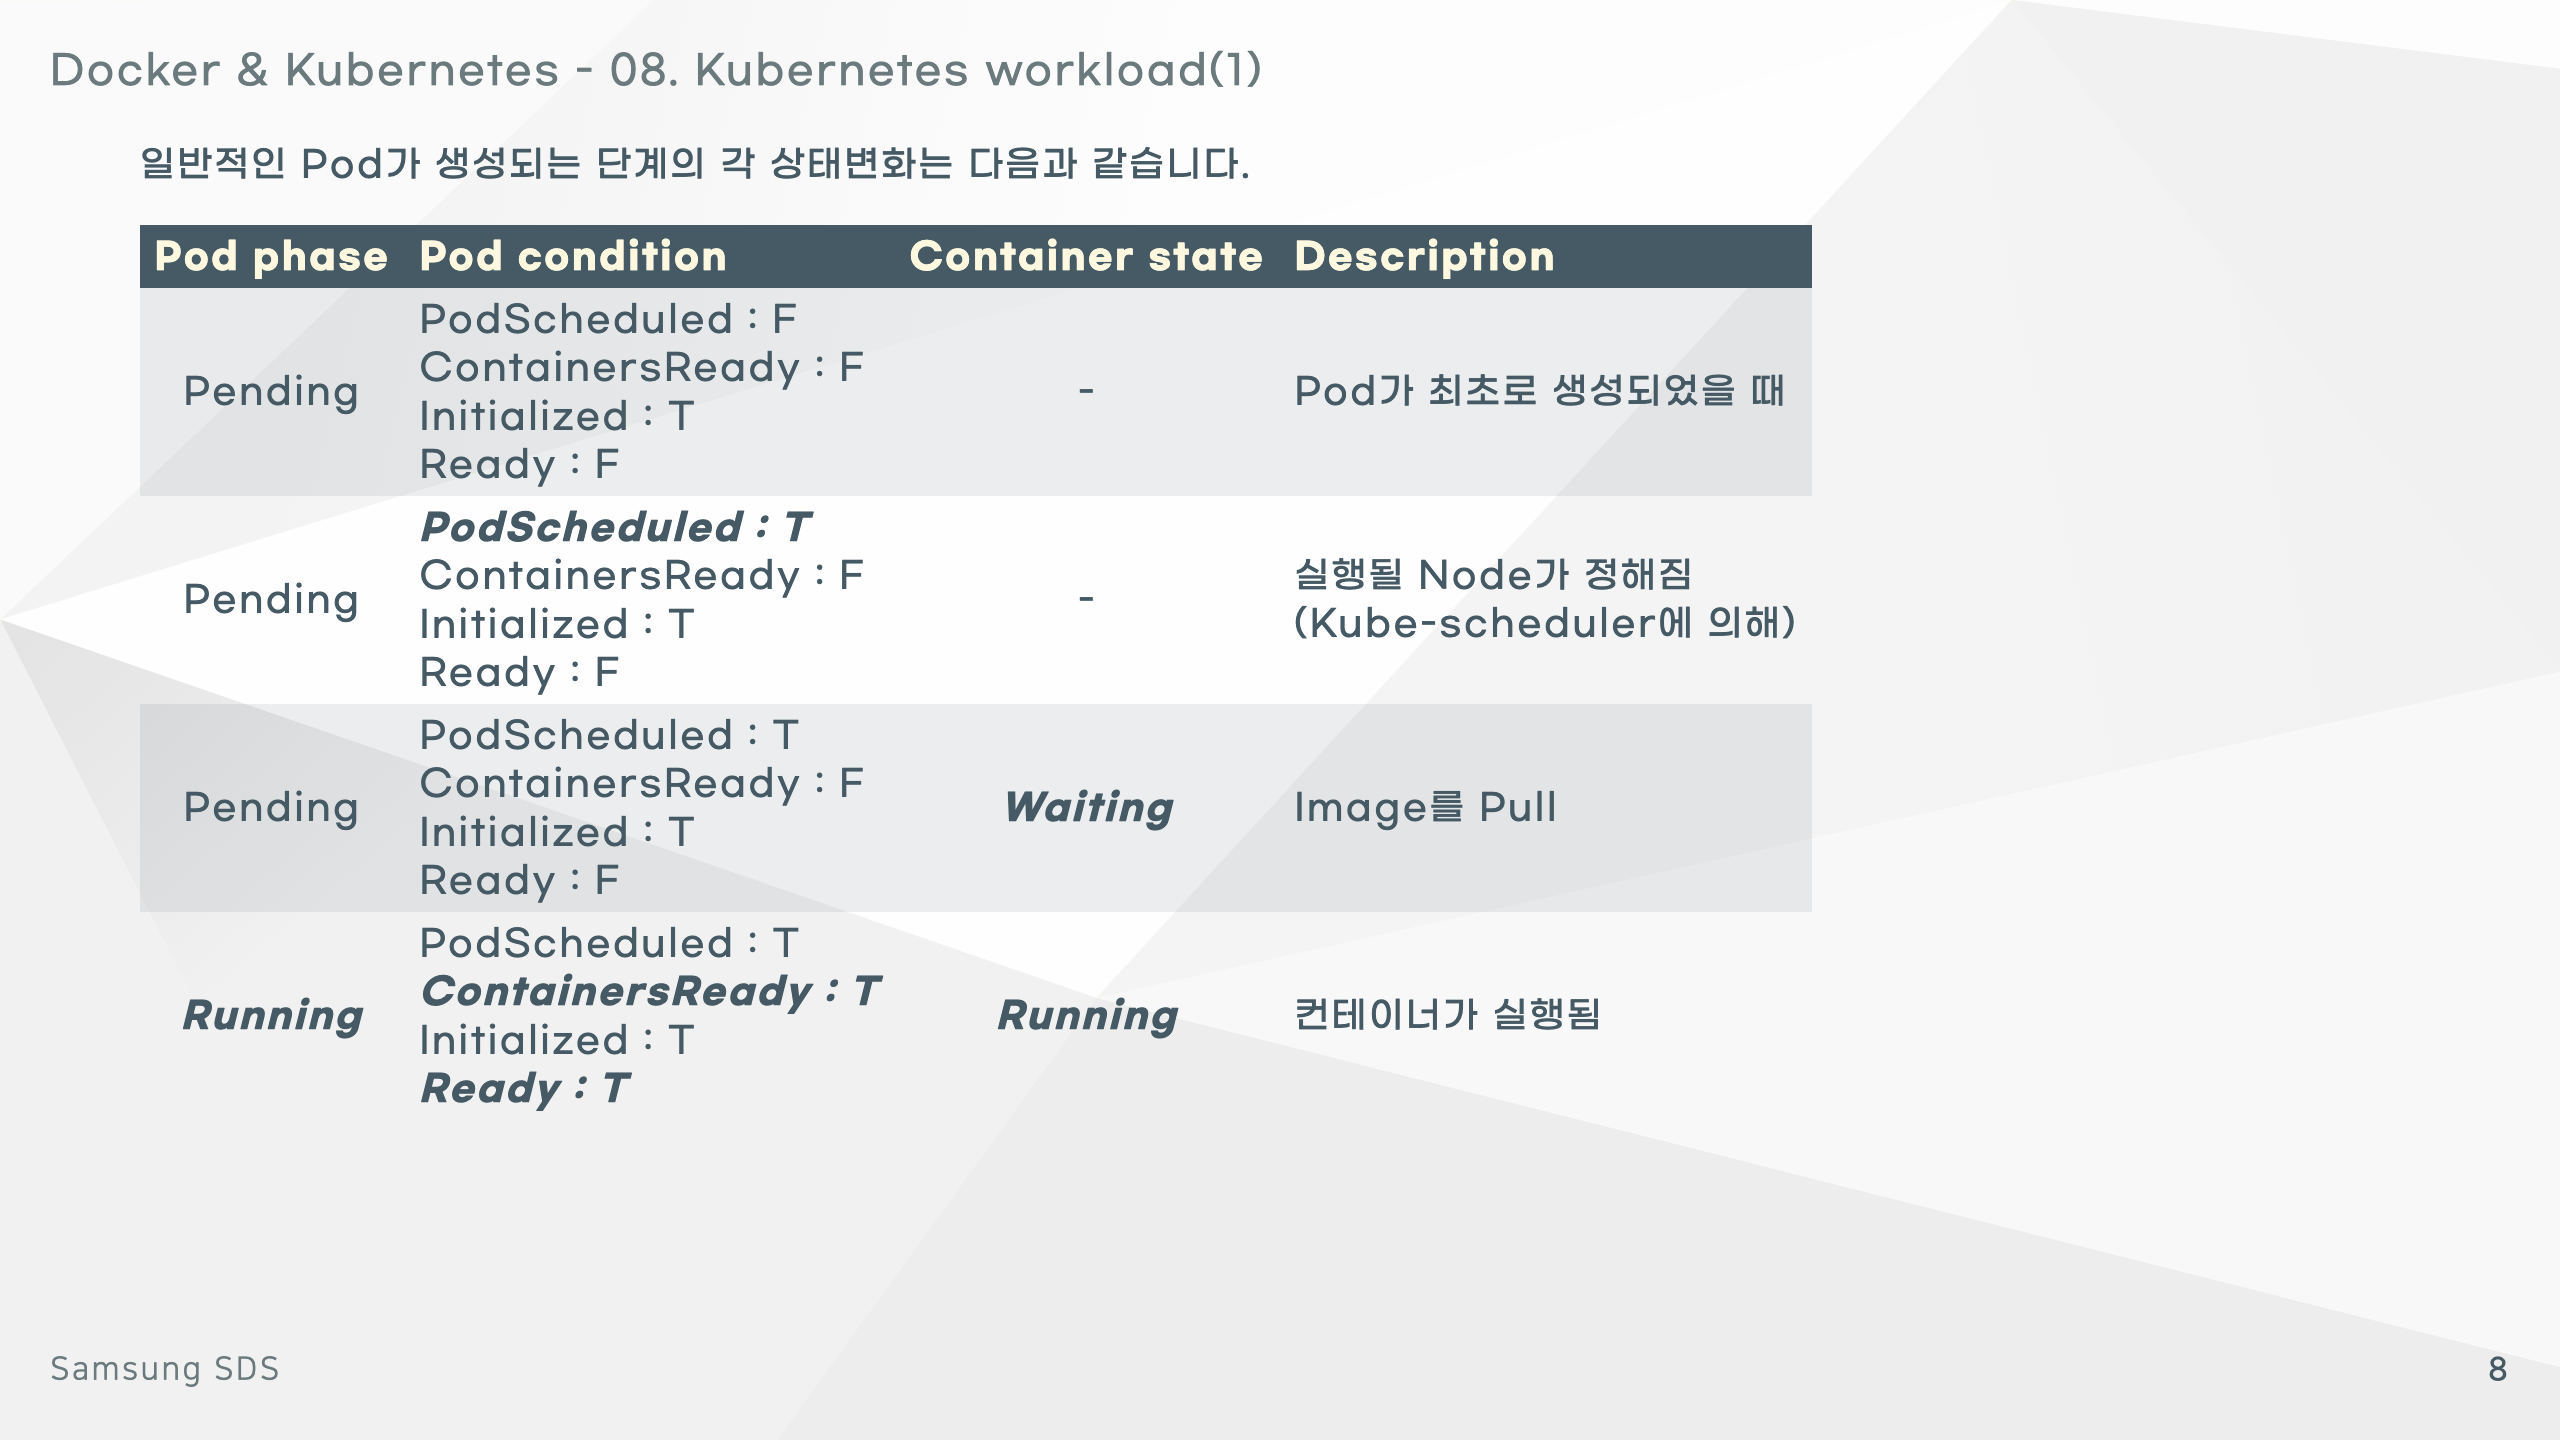 Docker & Kubernetes - 08. Kubernetes workload(1)
일반적인 Pod가 생성되는 단계의 각 상태변화는 다음과 같습니다.
Pod phase Pod condition Container state Description
PodScheduled : F
ContainersReady : F
Pending - Pod가 최초로 생성되었을 때
Initialized : T
Ready : F
PodScheduled : T
ContainersReady : F 실행될 Node가 정해짐
Pending -
Initialized : T (Kube-scheduler에 의해)
Ready : F
PodScheduled : T
ContainersReady : F
Pending Waiting Image를 Pull
Initialized : T
Ready : F
PodScheduled : T
ContainersReady : T
Running Running 컨테이너가 실행됨
Initialized : T
Ready : T
Samsung SDS
8